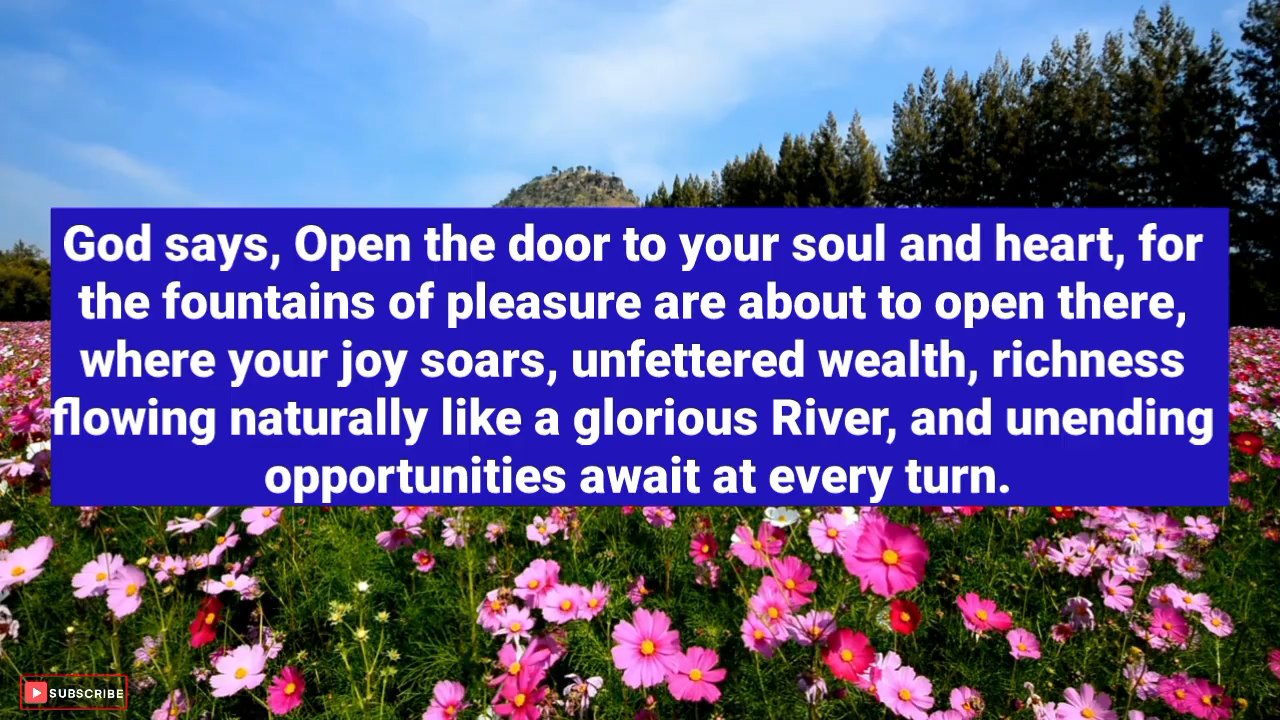 God says, Open the door to your soul and heart, for
the fountains of pleasure are about to open there,
where your joy soars, unfettered wealth, richness
flowing naturally like a glorious River, and unending
opportunities await at every turn.
SUBSCRIBE